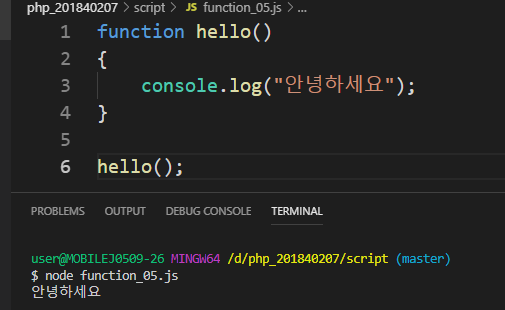 php_201840207 > script > JS function_05.js > ...
1 function hello()
2 {
3 console.log("안녕하세요");
4 }
5
6 hello();
PROBLEMS OUTPUT DEBUG CONSOLE TERMINAL
user@MOBILEJ0509-26 MINGW64 /d/php_201840207/script (master)
$ node function_05.js
안녕하세요